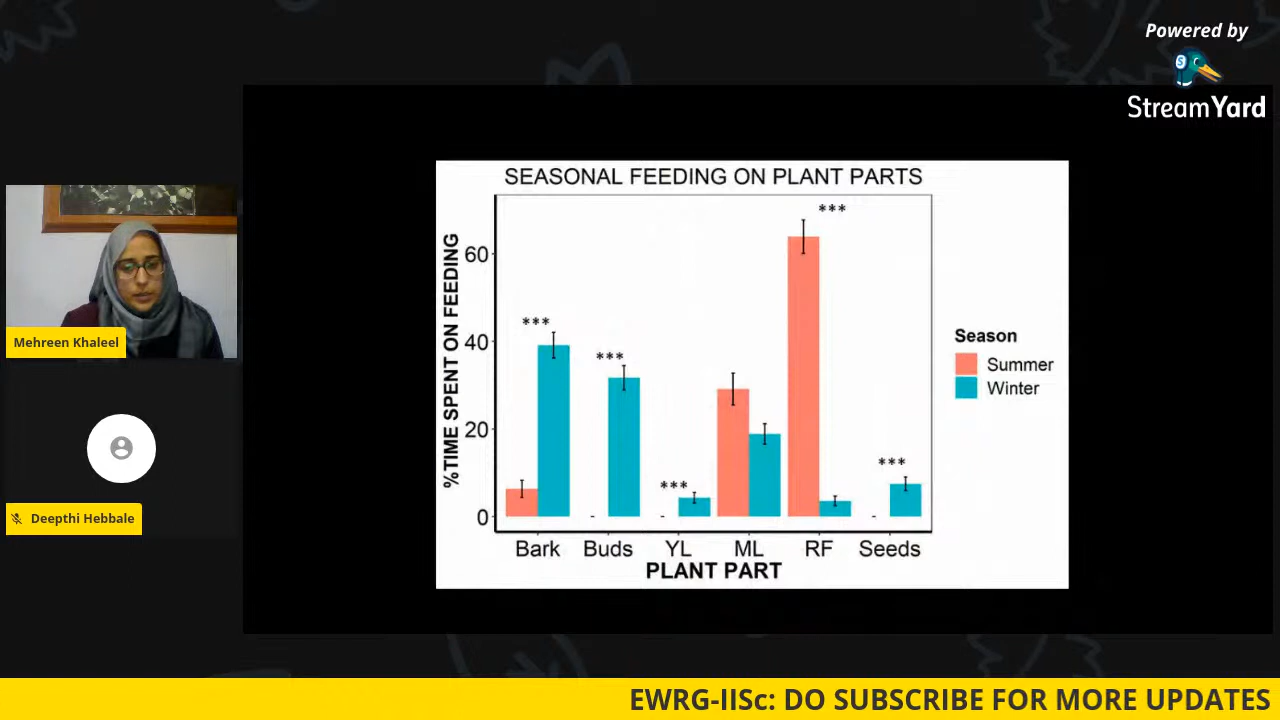 Powered by
StreamYard
SEASONAL FEEDING ON PLANT PARTS
%TIME SPENT ON FEEDING
60
40
20
0
***
***
***
***
***
Bark Buds YL ML RF Seeds
PLANT PART
Season
Summer
Winter
Mehreen Khaleel
Deepthi Hebbale
EWRG-IISc: DO SUBSCRIBE FOR MORE UPDATES